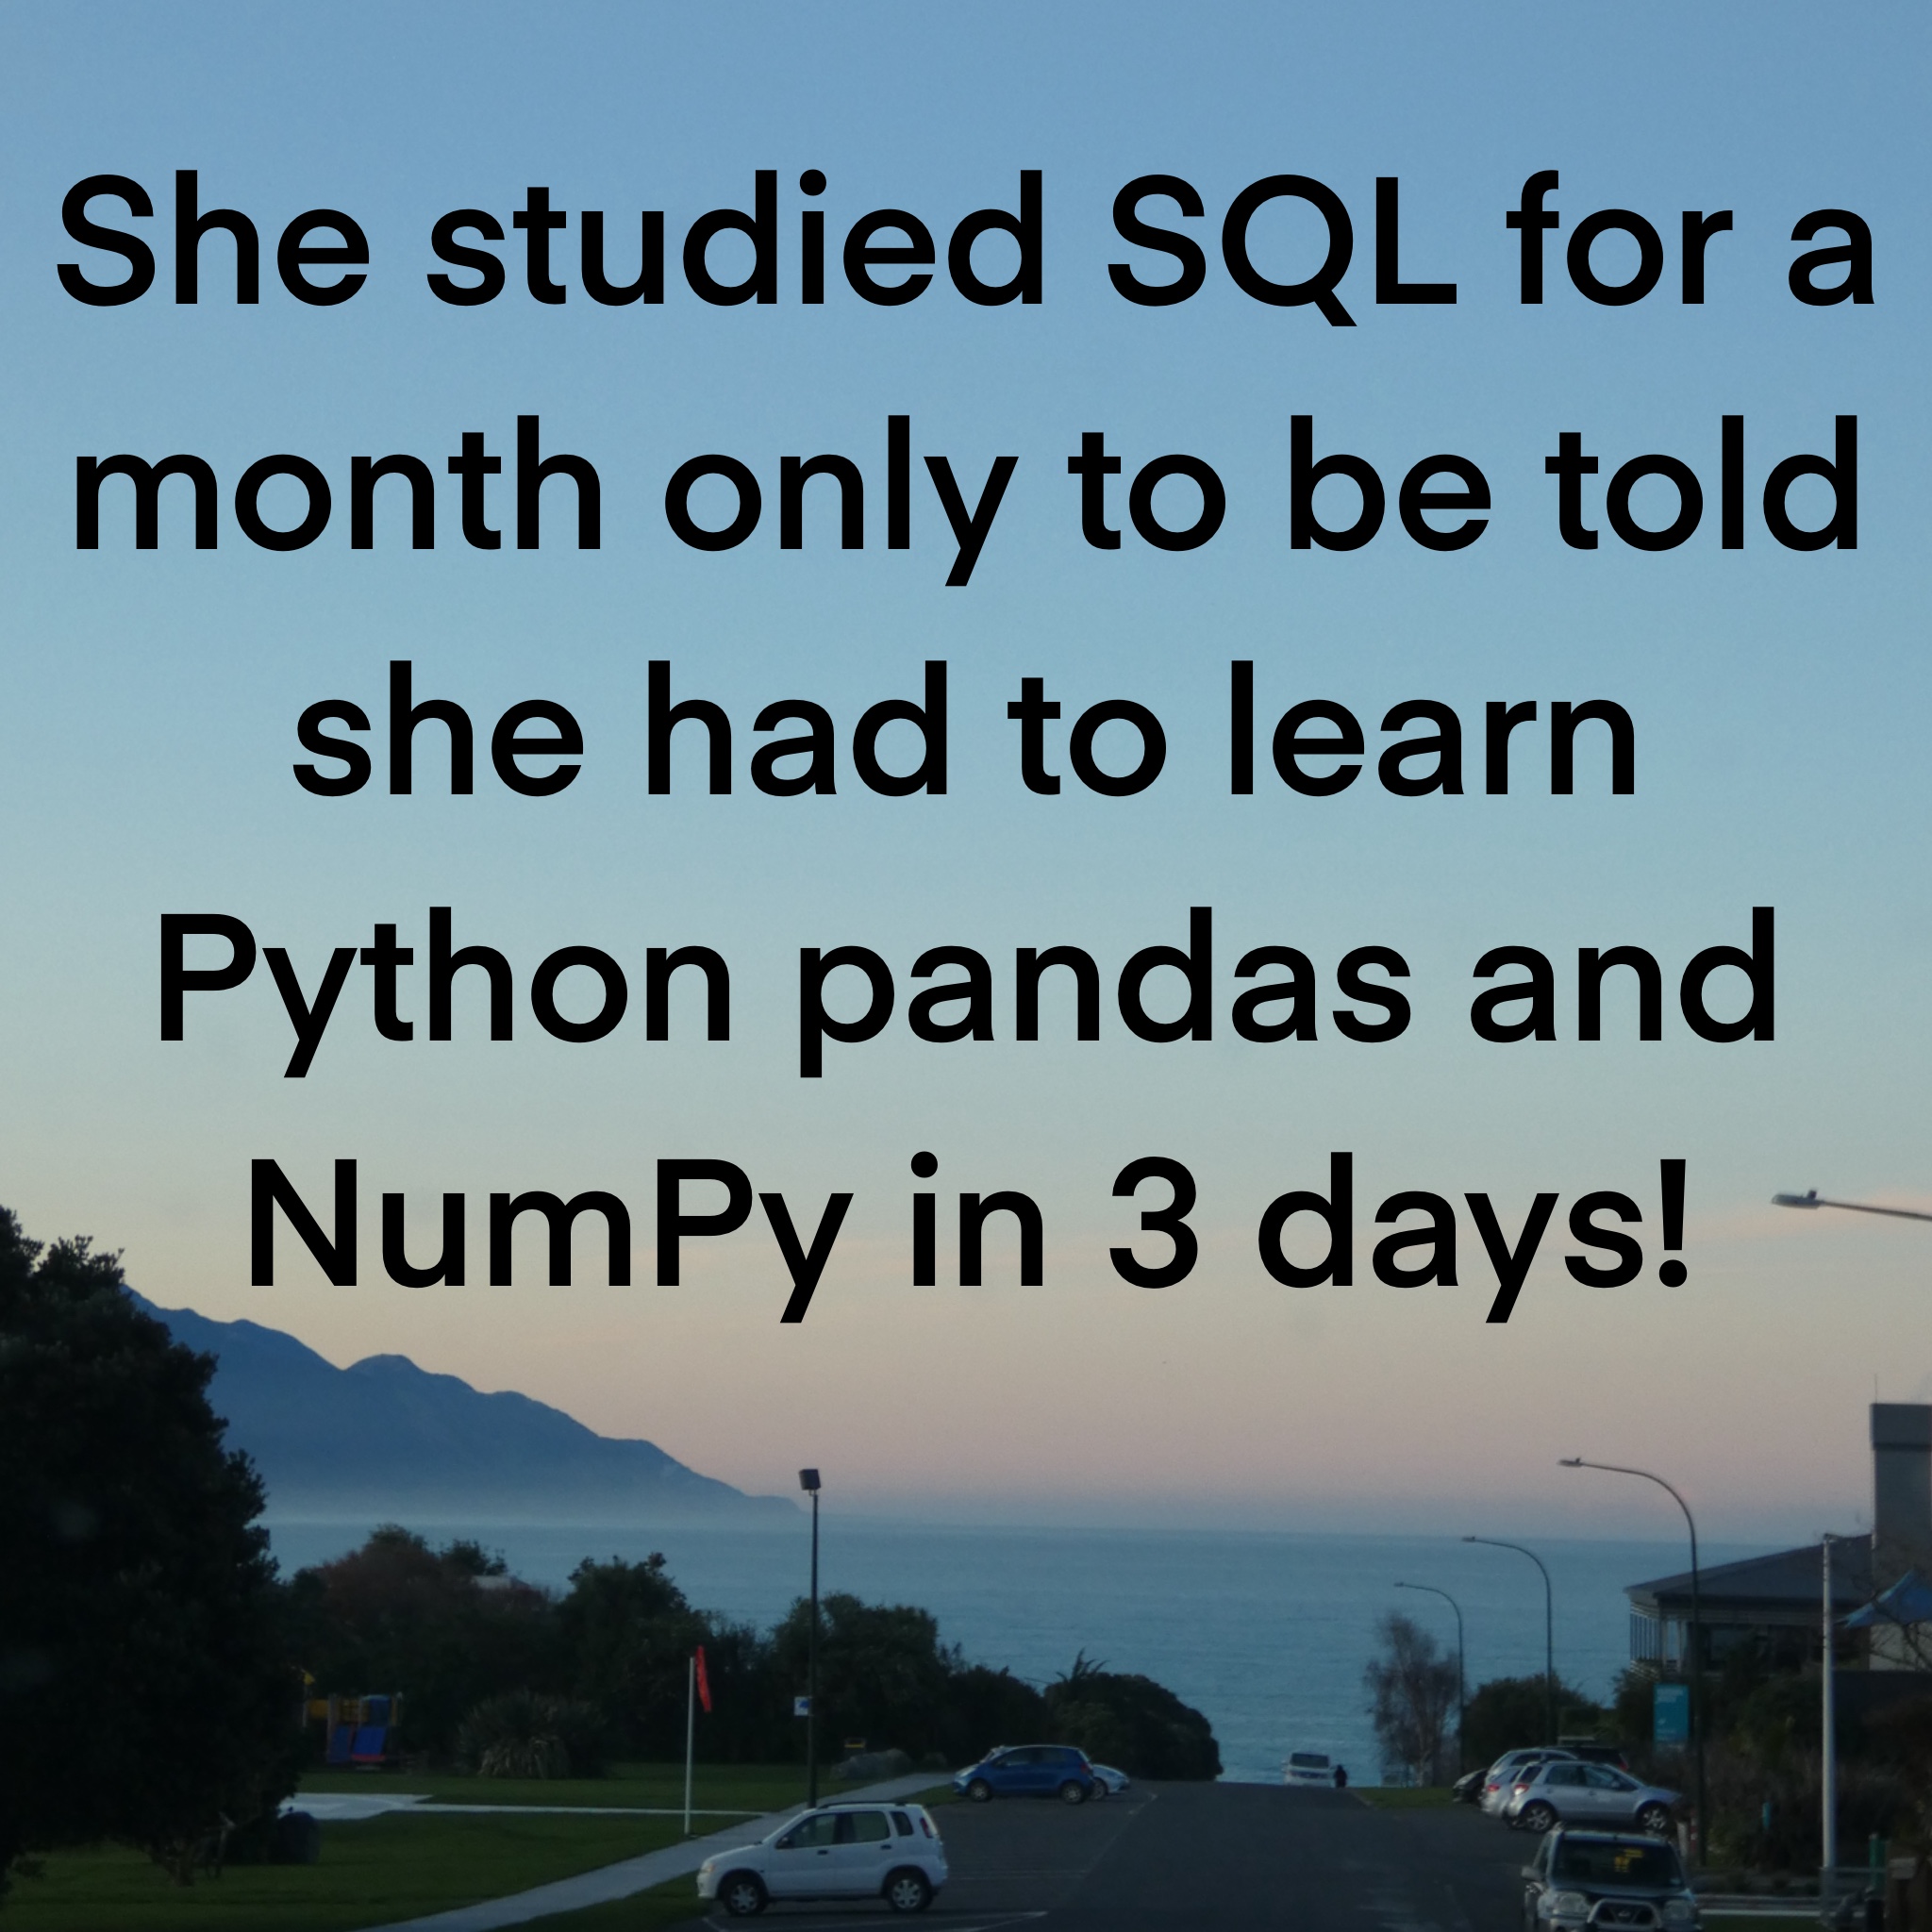 She studied SQL for a
month only to be told
she had to learn
Python pandas and
NumPy in 3 days!